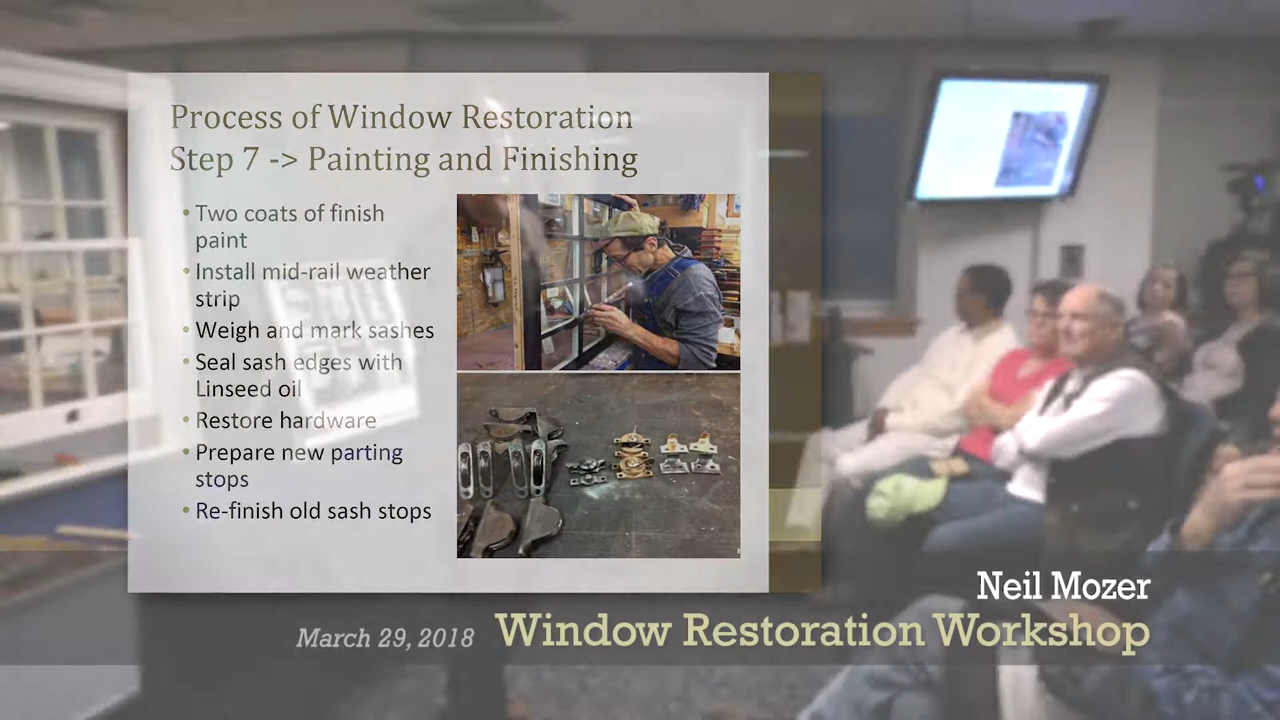 Process of Window Restoration
Step 7 -> Painting and Finishing
• Two coats of finish
paint
• Install mid-rail weather
strip
• Weigh and mark sashes
• Seal sash edges with
Linseed oil
• Restore hardware
• Prepare new parting
stops
• Re-finish old sash stops
Neil Mozer
March 29, 2018 Window Restoration Workshop